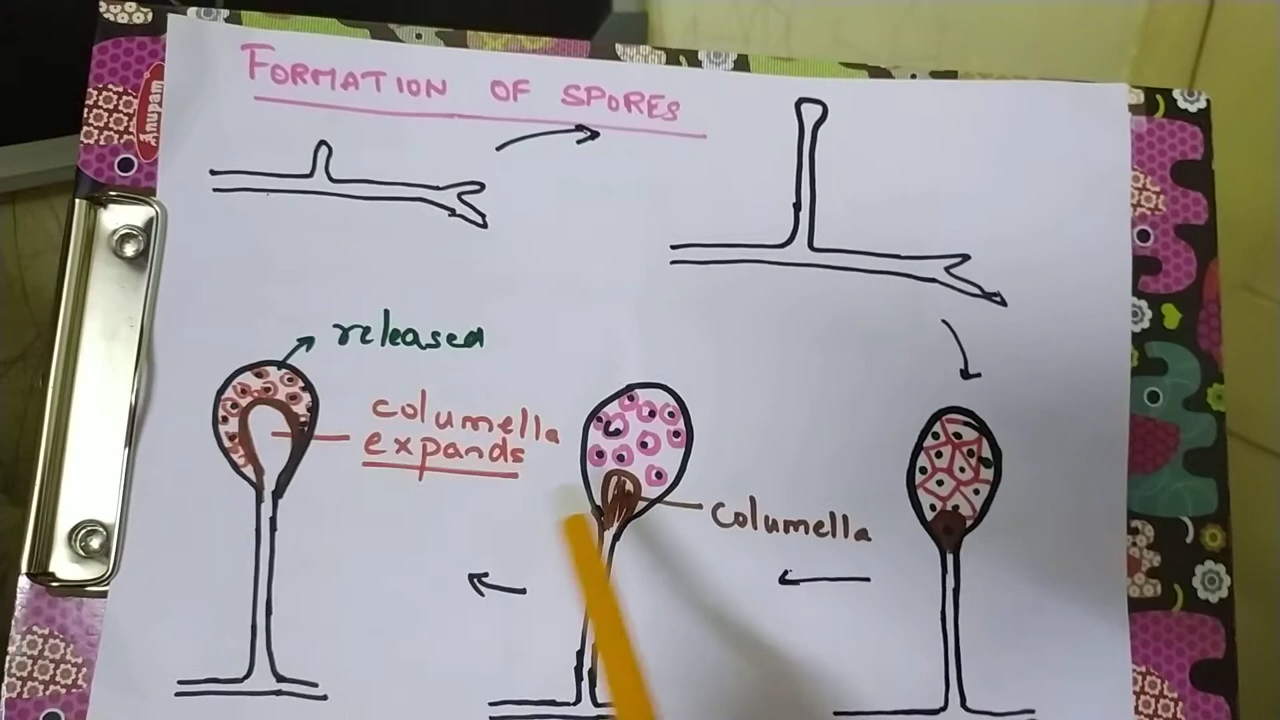 FORMATION OF SPORES
Anupam
released
columella
expands
columella